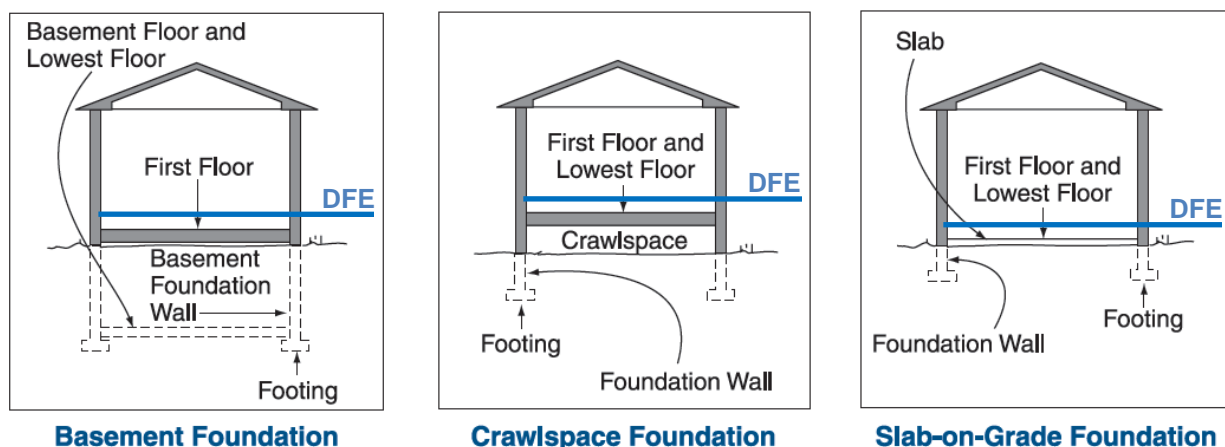 Basement Floor and
Lowest Floor
First Floor
DFE
Basement
Foundation
Wall
Footing
Basement Foundation
First Floor and
Lowest Floor
DFE
Crawlspace
Footing
Foundation Wall
Crawlspace Foundation
Slab
First Floor and
Lowest Floor
DFE
Footing
Foundation Wall
Slab-on-Grade Foundation